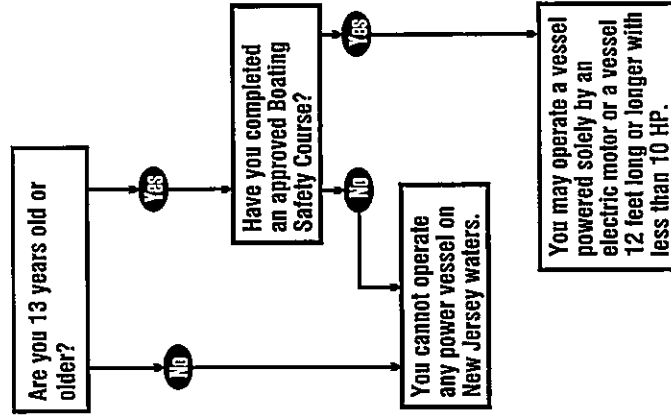 Are you 13 years old or
older?
No
Yes
Have you completed
an approved Boating
Safety Course?
No
Yes
You cannot operate
any power vessel on
New Jersey waters.
You may operate a vessel
powered solely by an
electric motor or a vessel
12 feet long or longer with
less than 10 HP.